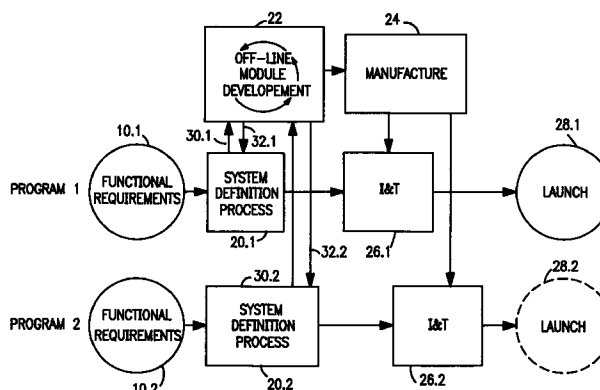 22
24
OFF-LINE
MODULE
DEVELOPEMENT
MANUFACTURE
10.1
30.1
32.1
28.1
PROGRAM 1
FUNCTIONAL
REQUIREMENTS
SYSTEM
DEFINITION
PROCESS
I&T
LAUNCH
20.1
26.1
32.2
30.2
28.2
PROGRAM 2
FUNCTIONAL
REQUIREMENTS
SYSTEM
DEFINITION
PROCESS
I&T
LAUNCH
10.2
20.2
26.2